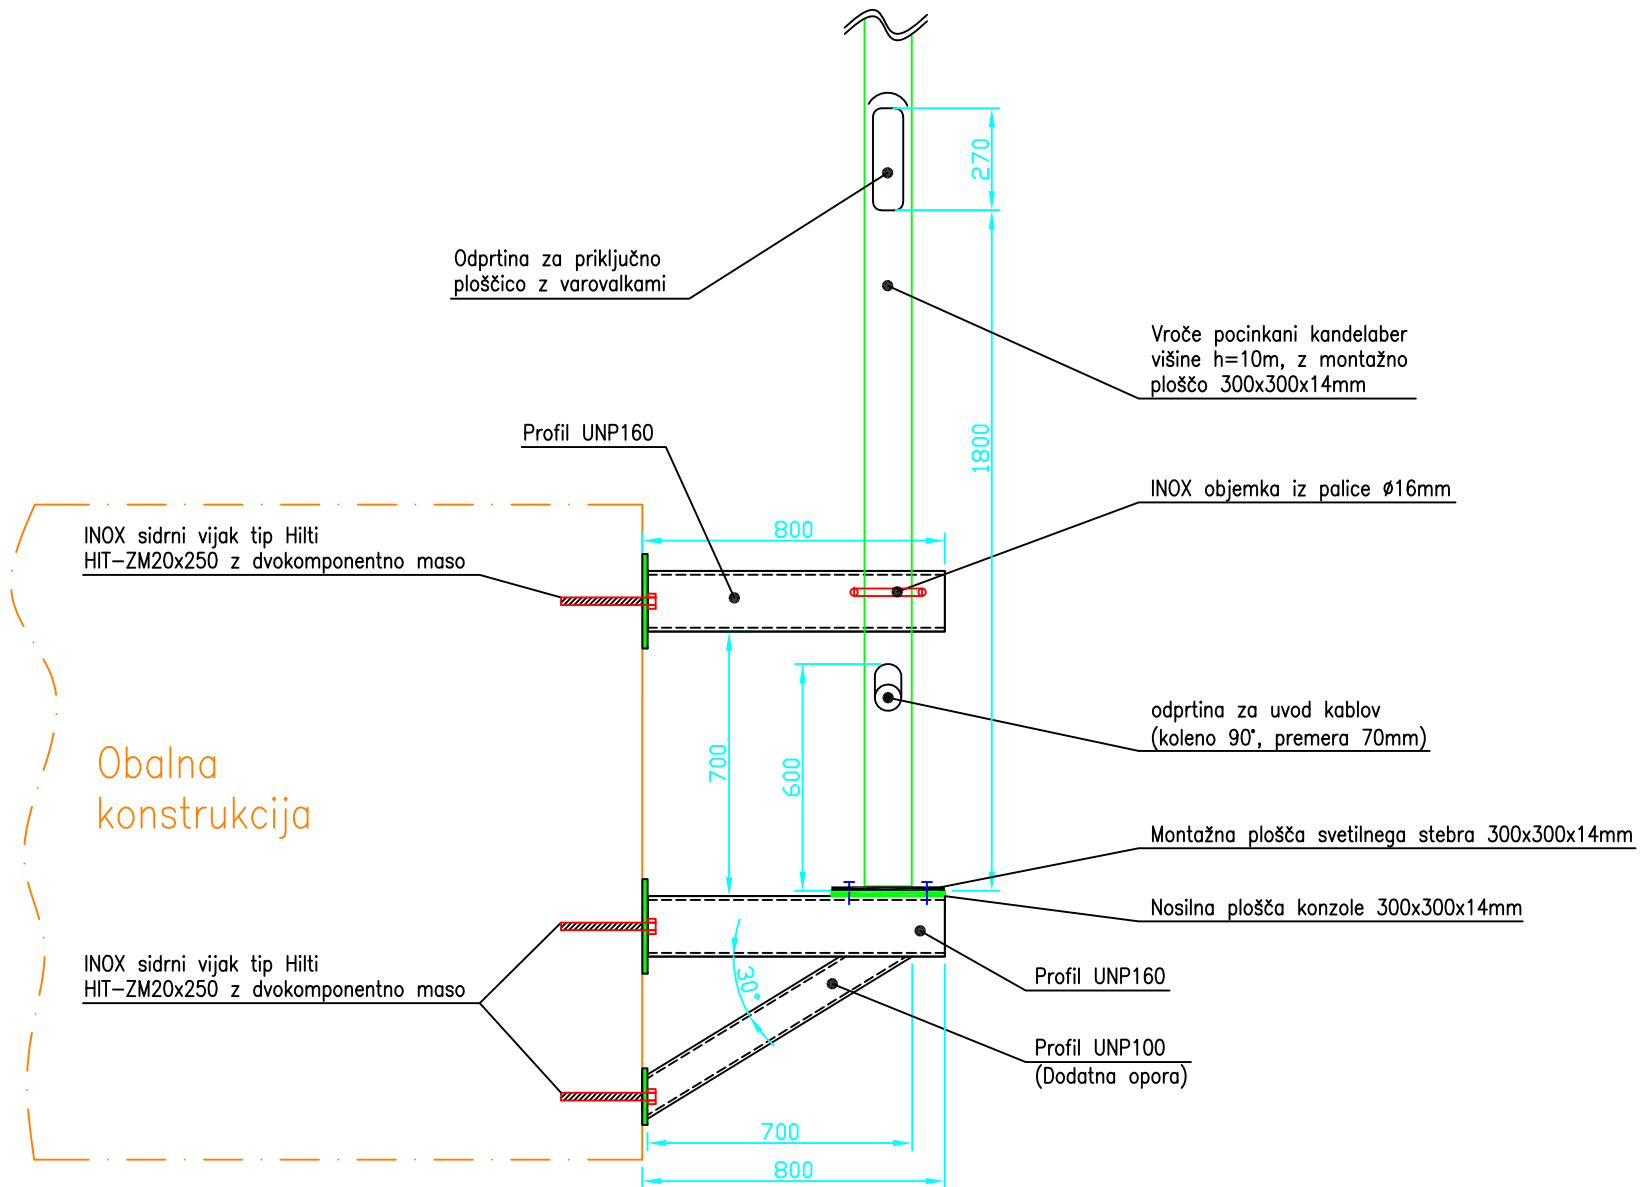 270
Odprtina za priključno
ploščico z varovalkami
Vroče pocinkani kandelaber
višine h=10m, z montažno
ploščo 300x300x14mm
Profil UNP160
1800
INOX objemka iz palice ø16mm
800
INOX sidrni vijak tip Hilti
HIT-ZM20x250 z dvokomponentno maso
odprtina za uvod kablov
(koleno 90°, premera 70mm)
700
600
Obalna
konstrukcija
Montažna plošča svetilnega stebra 300x300x14mm
Nosilna plošča konzole 300x300x14mm
INOX sidrni vijak tip Hilti
HIT-ZM20x250 z dvokomponentno maso
30°
Profil UNP160
Profil UNP100
(Dodatna opora)
700
800